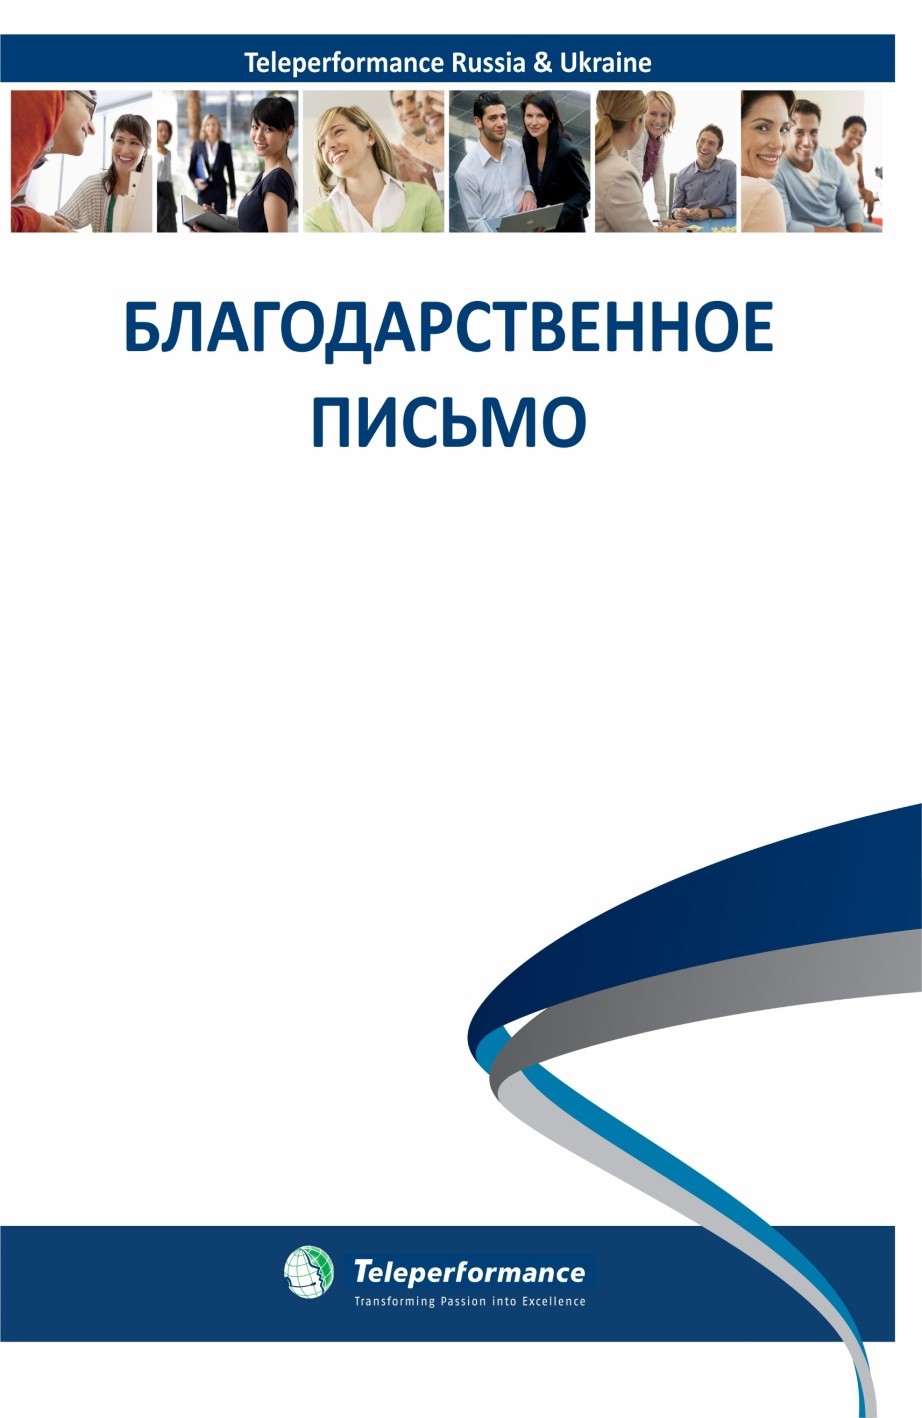 Teleperformance Russia & Ukraine
БЛАГОДАРСТВЕННОЕ
ПИСЬМО
Teleperformance
Transforming Passion into Excellence